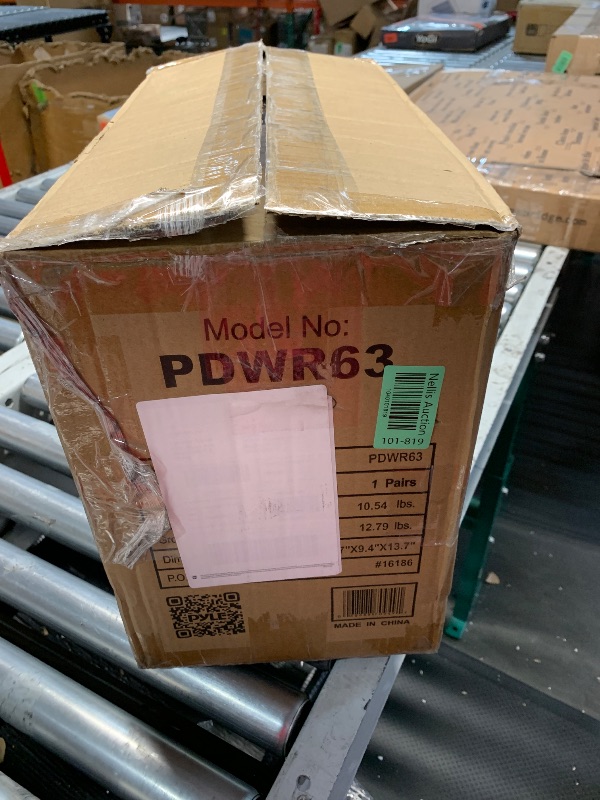 Model No:
PDWR63
Nellis Auction
101-819
PDWR63
1 Pairs
10.54 lbs.
12.79 lbs.
7"X9.4"X13.7"
P.O
#16186
PYLE
MADE IN CHINA